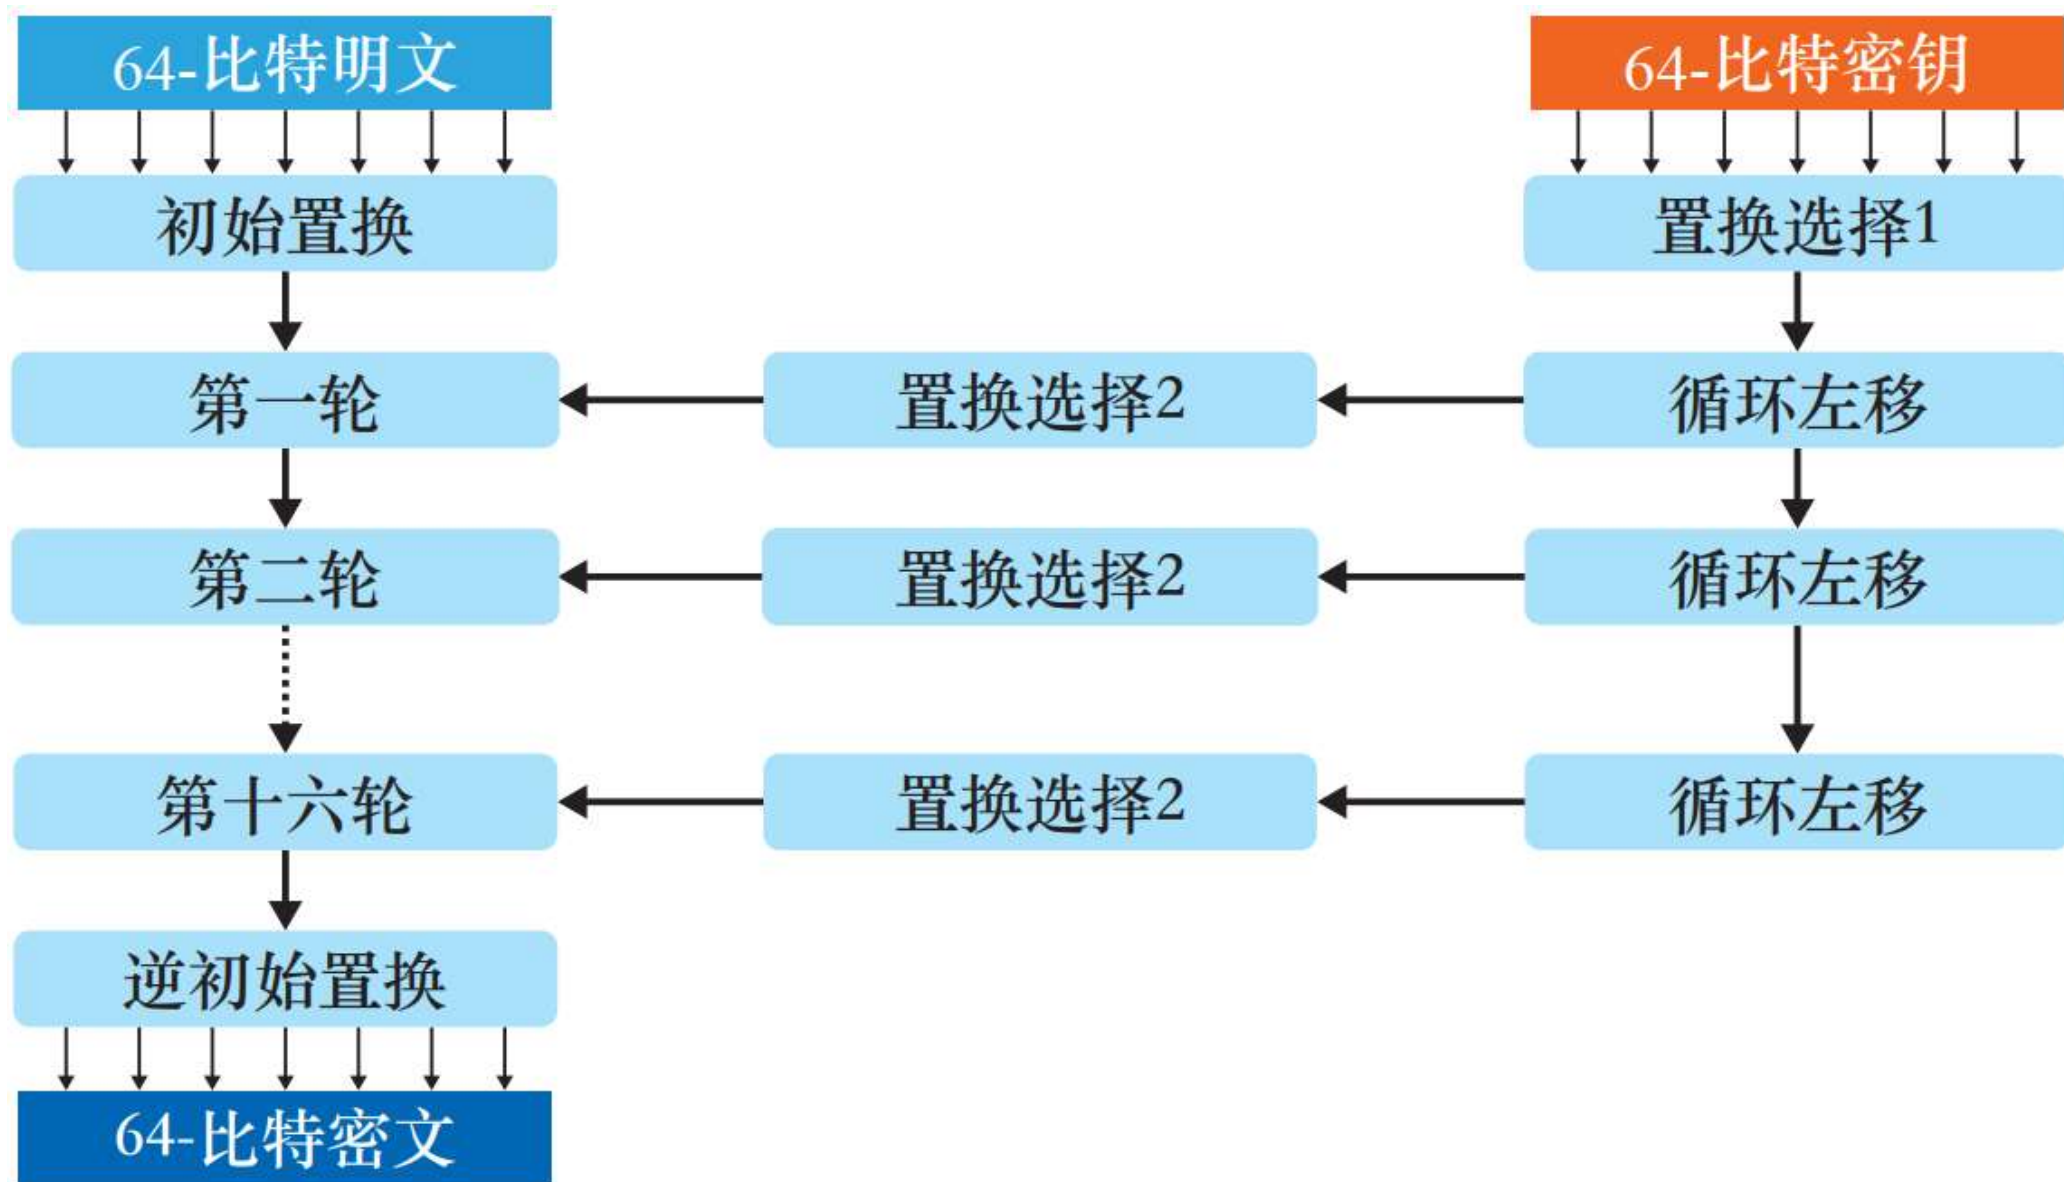 64-比特明文
64-比特密钥
初始置换
置换选择1
第一轮
置换选择2
循环左移
第二轮
置换选择2
循环左移
第十六轮
置换选择2
循环左移
逆初始置换
64-比特密文